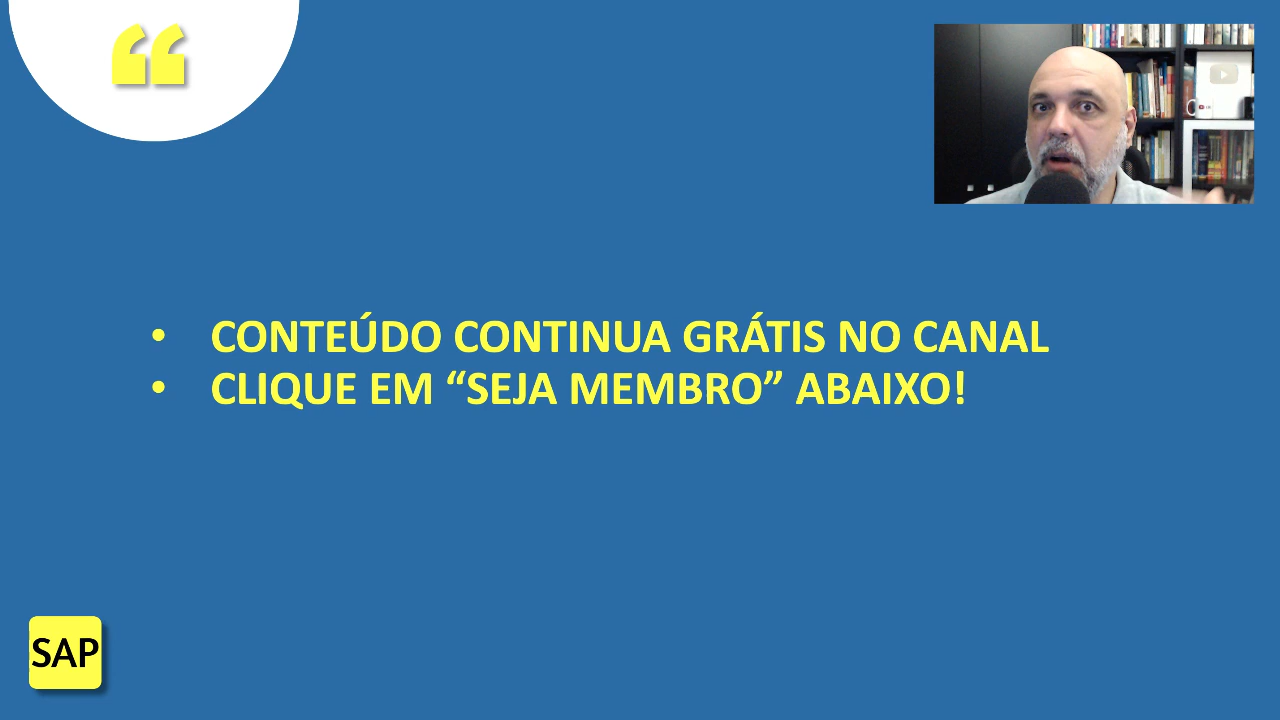 “
• CONTEÚDO CONTINUA GRÁTIS NO CANAL
• CLIQUE EM “SEJA MEMBRO” ABAIXO!
SAP